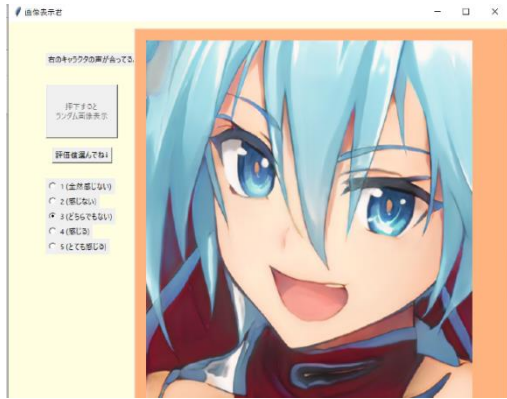 画像表示君
右のキャラクタの声が合ってる
押下すると
ランダム画像表示
評価値選んでね↓
1 (全然感じない)
2 (感じない)
3 (どちらでもない)
4 (感じる)
5 (とても感じる)